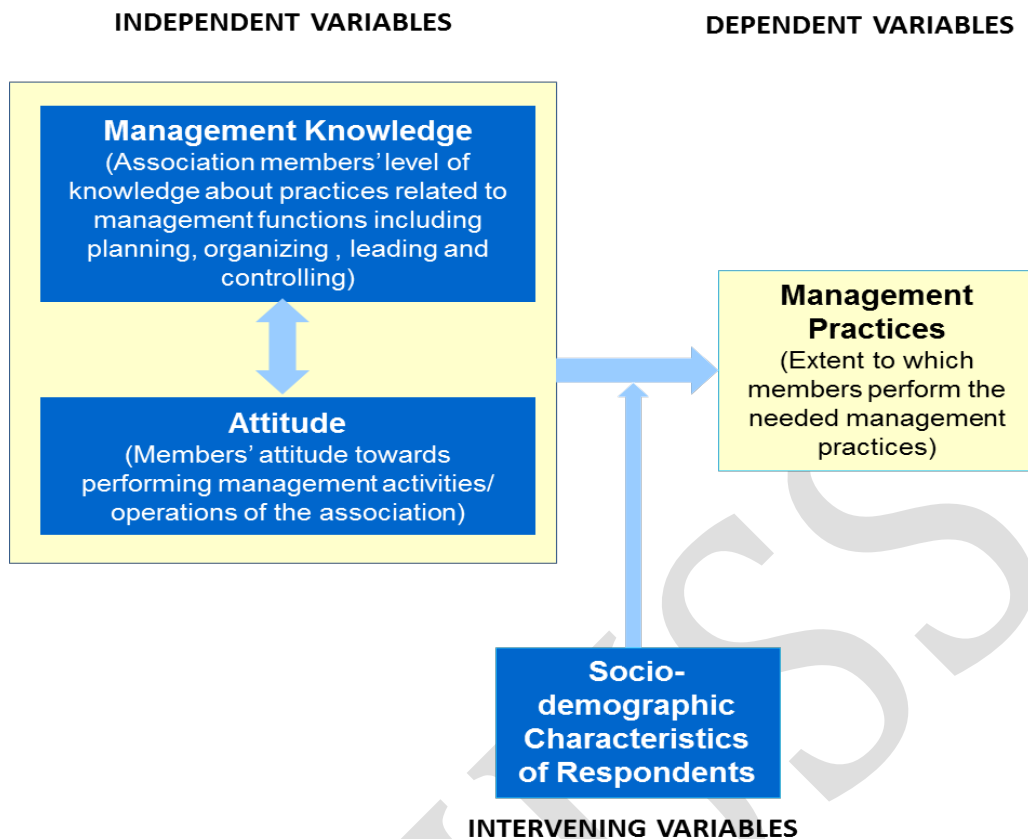 INDEPENDENT VARIABLES
DEPENDENT VARIABLES
Management Knowledge
(Association members’ level of
knowledge about practices related to
management functions including
planning, organizing , leading and
controlling)
Attitude
(Members’ attitude towards
performing management activities/
operations of the association)
Management
Practices
(Extent to which
members perform the
needed management
practices)
Socio-
demographic
Characteristics
of Respondents
INTERVENING VARIABLES